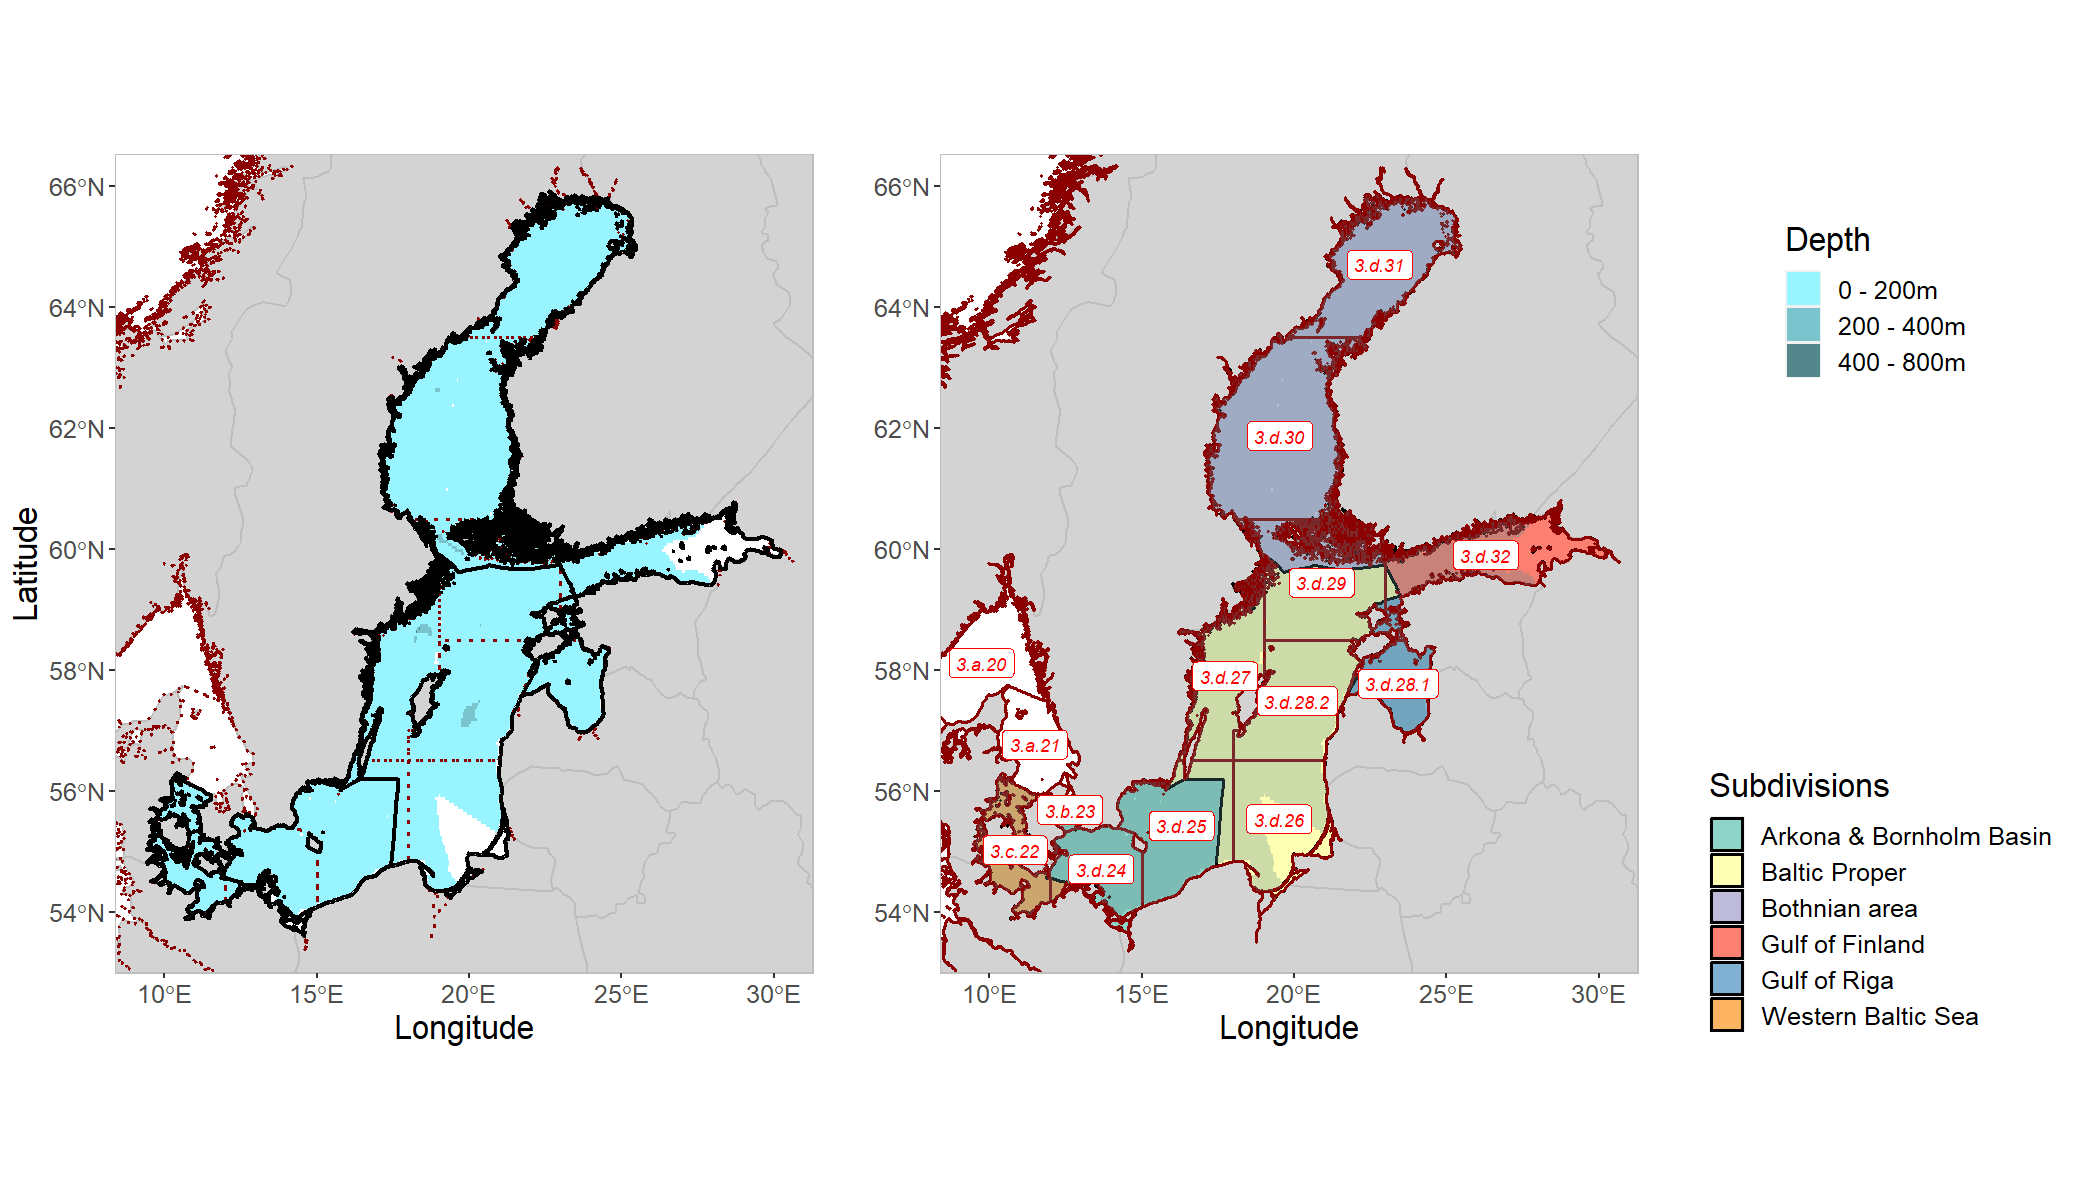 66°N
64°N
62°N
60°N
58°N
56°N
54°N
10°E
15°E
20°E
25°E
30°E
Longitude
Latitude
66°N
64°N
62°N
60°N
58°N
56°N
54°N
10°E
15°E
20°E
25°E
30°E
Longitude
3.d.31
3.d.30
3.d.32
3.d.29
3.a.20
3.d.27
3.d.28.1
3.d.28.2
3.a.21
3.b.23
3.d.26
3.d.25
3.c.22
3.d.24
Depth
0 - 200m
200 - 400m
400 - 800m
Subdivisions
Arkona & Bornholm Basin
Baltic Proper
Bothnian area
Gulf of Finland
Gulf of Riga
Western Baltic Sea